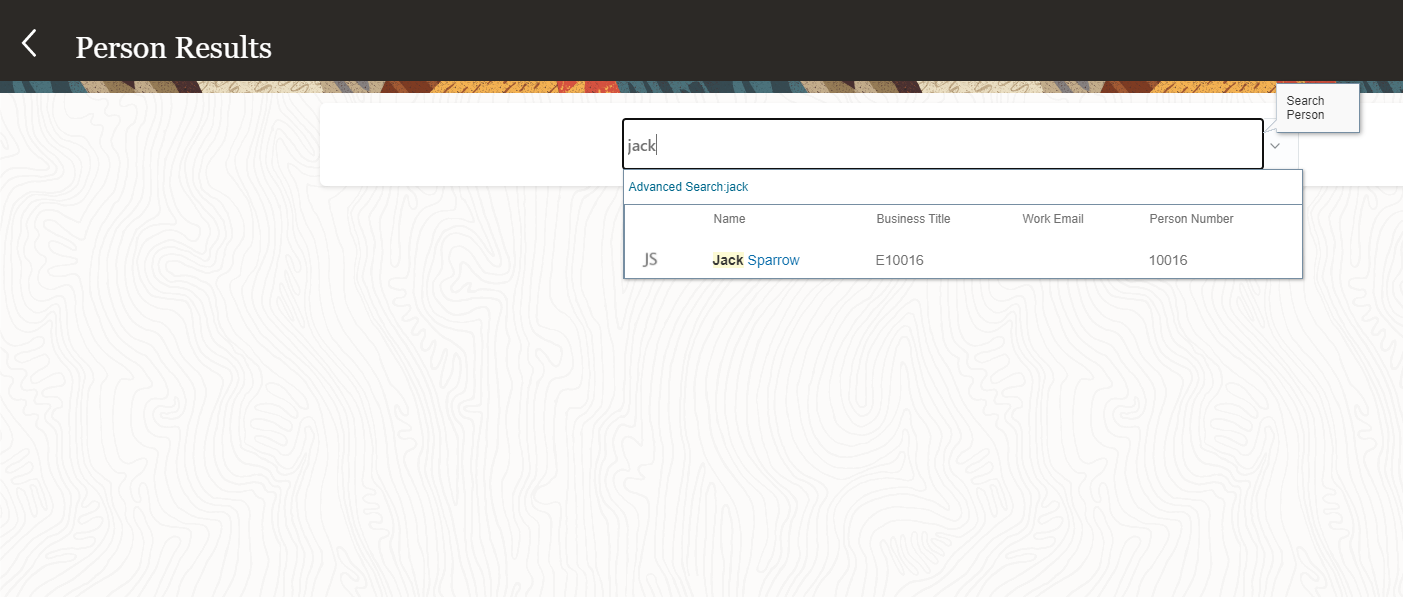 Person Results
Search
Person
jack
Advanced Search:jack
Name Business Title Work Email Person Number
JS Jack Sparrow E10016 10016